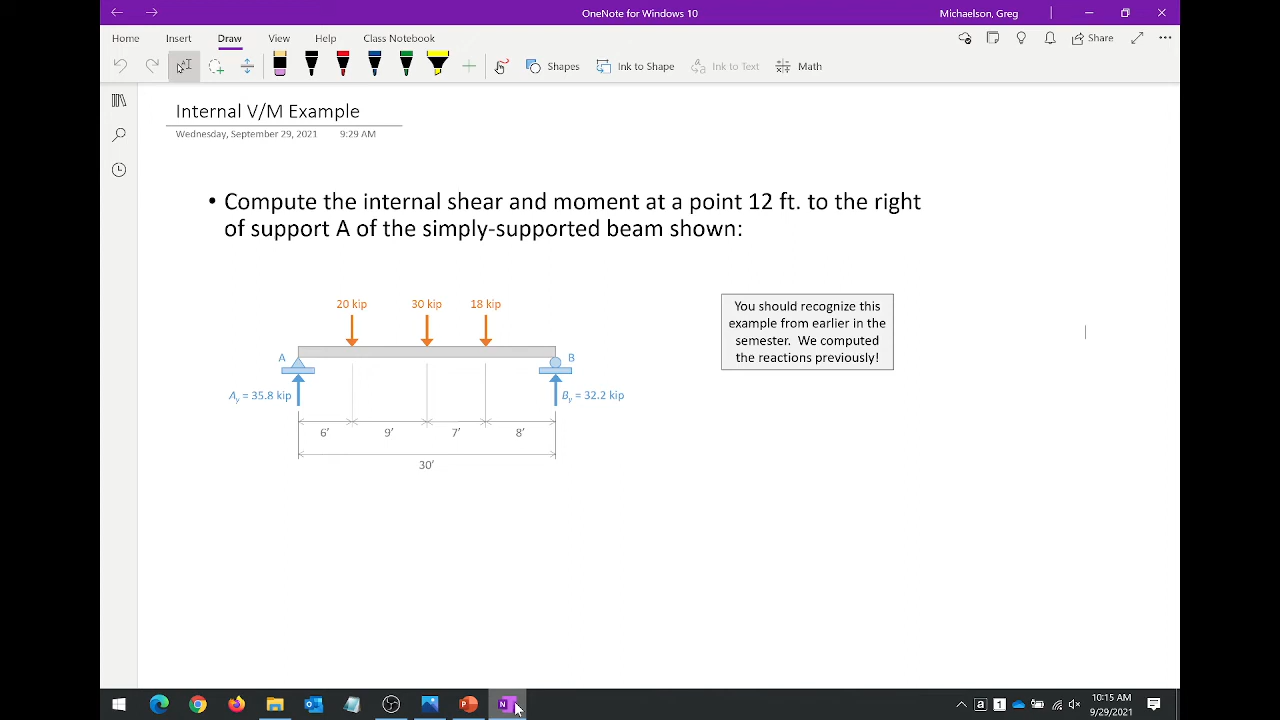 OneNote for Windows 10
Michaelson, Greg
Home Insert Draw View Help Class Notebook
Share
Shapes Ink to Shape Ink to Text Math
Internal V/M Example
Wednesday, September 29, 2021 9:29 AM
• Compute the internal shear and moment at a point 12 ft. to the right
of support A of the simply-supported beam shown:
20 kip 30 kip 18 kip
A B
Ay = 35.8 kip By = 32.2 kip
6' 9' 7' 8'
30'
You should recognize this
example from earlier in the
semester. We computed
the reactions previously!
N a 1
10:15 AM
9/29/2021